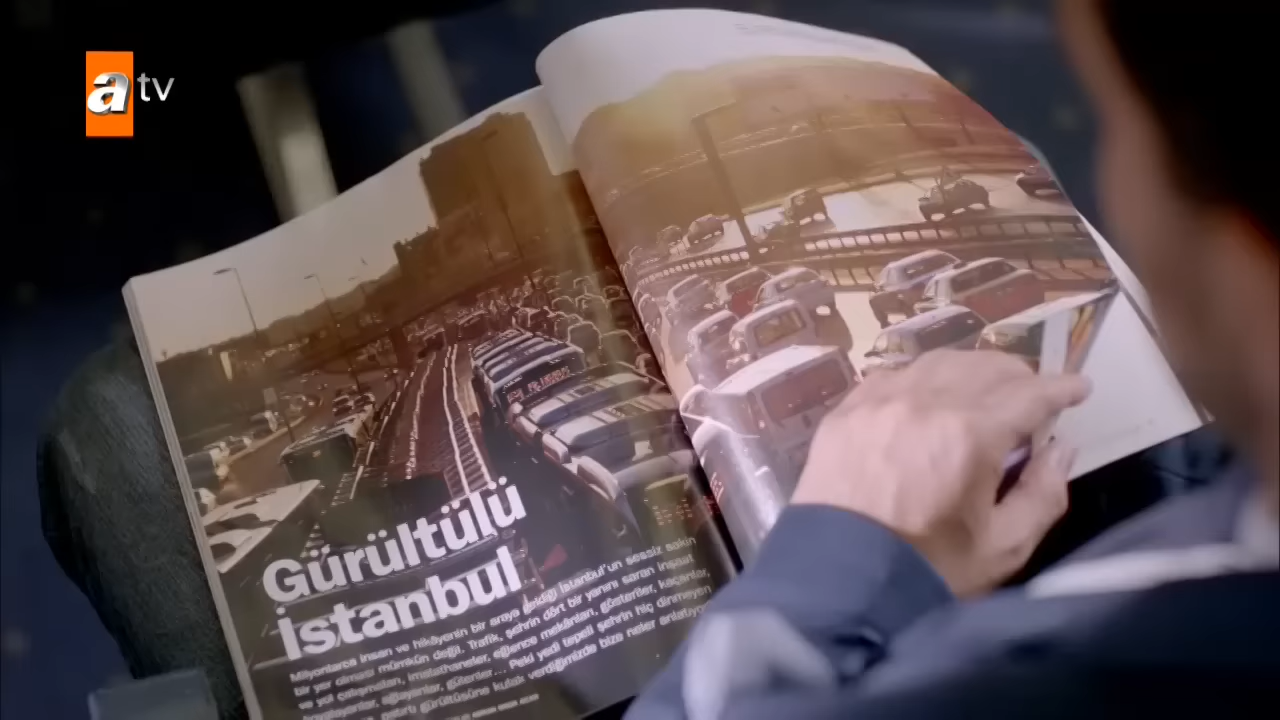 atv
Gürültülü
İstanbul
Milyonlarca insan ve hikâyenin bir araya geldiği İstanbul'un sessiz sakin
bir yer olması mümkün değil. Trafik, şehrin dört bir yanını saran inşaat
ve yol çalışmaları, imalathaneler, eğlence mekânları, gösteriler, kaçanlar,
ağlayanlar, gülenler... Peki yedi tepeli şehrin hiç dinmeyen
gürültüsüne kulak verdiğimizde bize neler anlatıyor